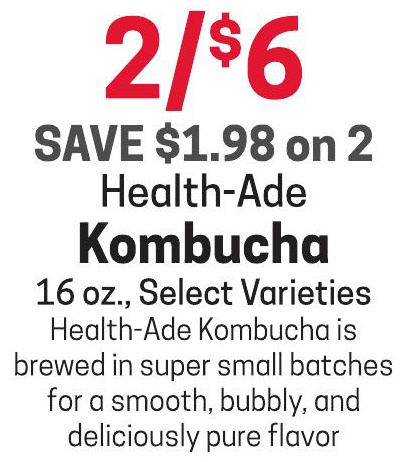 2/$6
SAVE $1.98 on 2
Health-Ade
Kombucha
16 oz., Select Varieties
Health-Ade Kombucha is
brewed in super small batches
for a smooth, bubbly, and
deliciously pure flavor